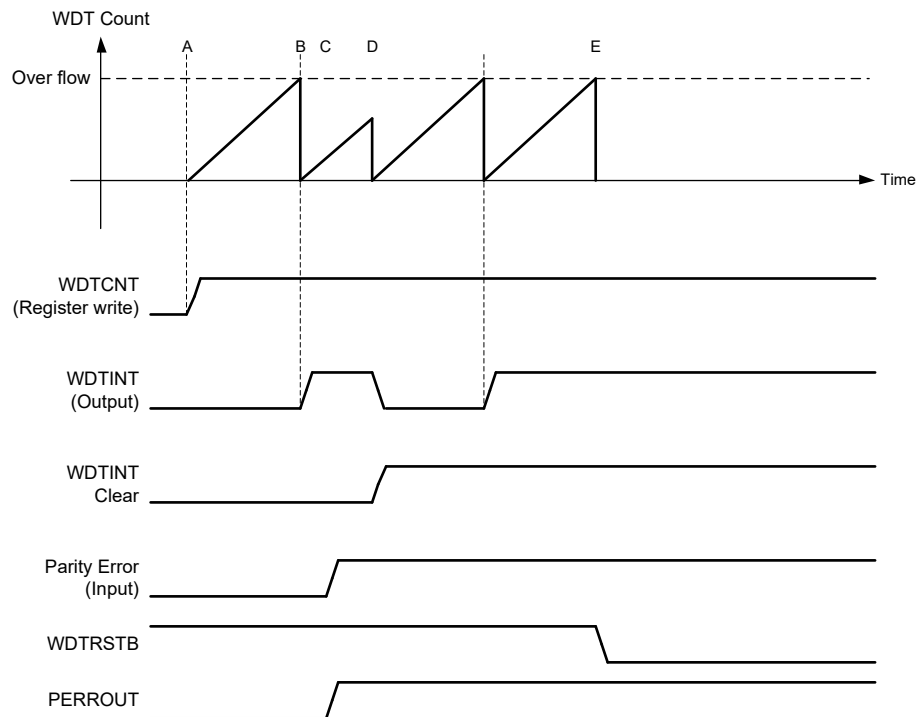 WDT Count
A B C D E
Over flow
Time
WDTCNT
(Register write)
WDTINT
(Output)
WDTINT
Clear
Parity Error
(Input)
WDTRSTB
PERROUT